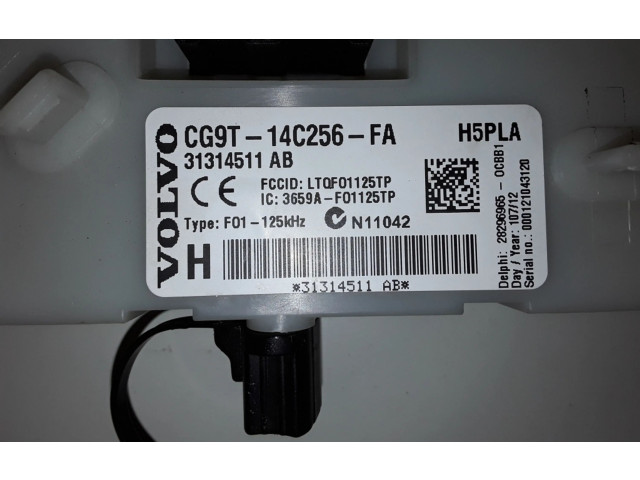 VOLVO
CG9T-14C256-FA H5PLA
31314511 AB
CE FCCID: LTQF01125TP
IC: 3659A-F01125TP
Type: F01-125kHz N11042
H
*31314511 AB*
Delphi: 28296965 - 0CBB1
Day / Year: 107/12
Serial no.: 000121043120